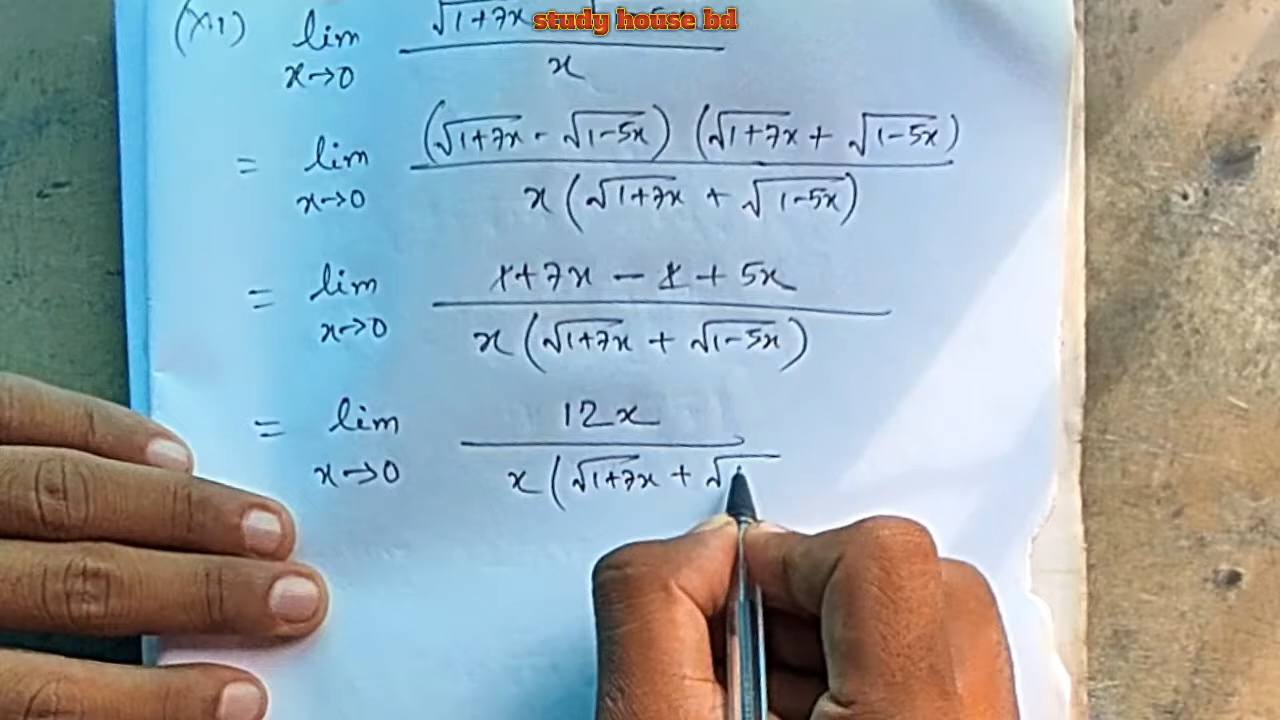 study house bd
(xi) lim x→0 √1+7x
x
= lim x→0 (√1+7x - √1-5x) (√1+7x + √1-5x)
x (√1+7x + √1-5x)
= lim x→0 1+7x - 1 + 5x
x (√1+7x + √1-5x)
= lim x→0 12x
x (√1+7x + √